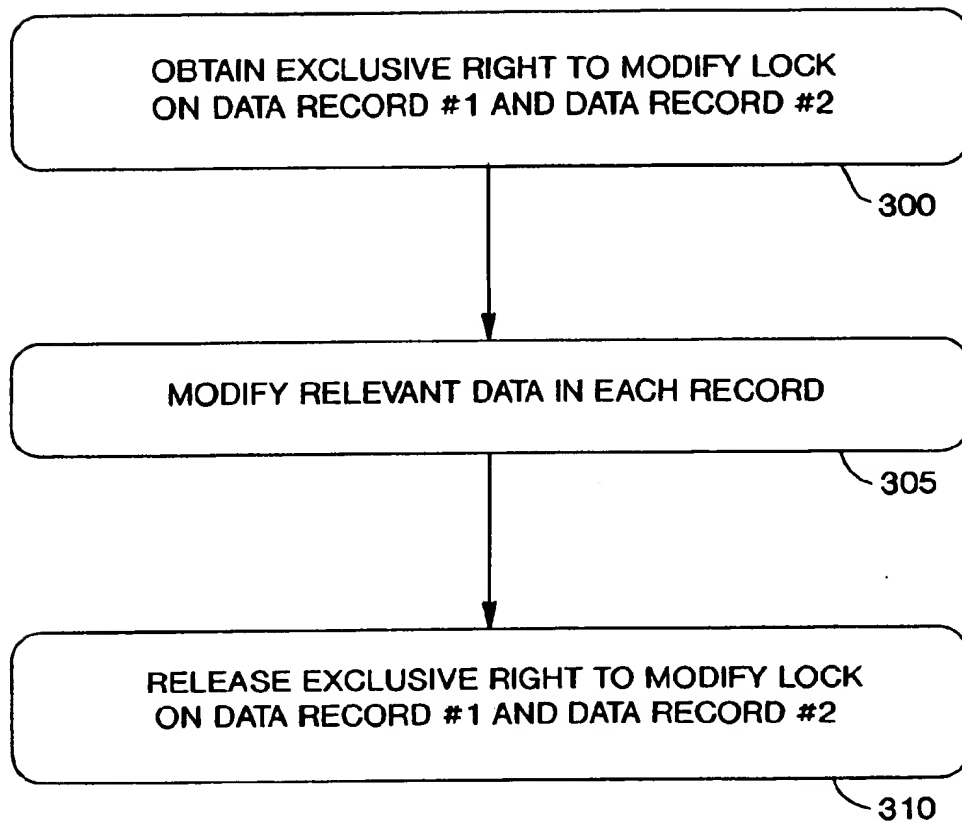 OBTAIN EXCLUSIVE RIGHT TO MODIFY LOCK
ON DATA RECORD #1 AND DATA RECORD #2
300
MODIFY RELEVANT DATA IN EACH RECORD
305
RELEASE EXCLUSIVE RIGHT TO MODIFY LOCK
ON DATA RECORD #1 AND DATA RECORD #2
310